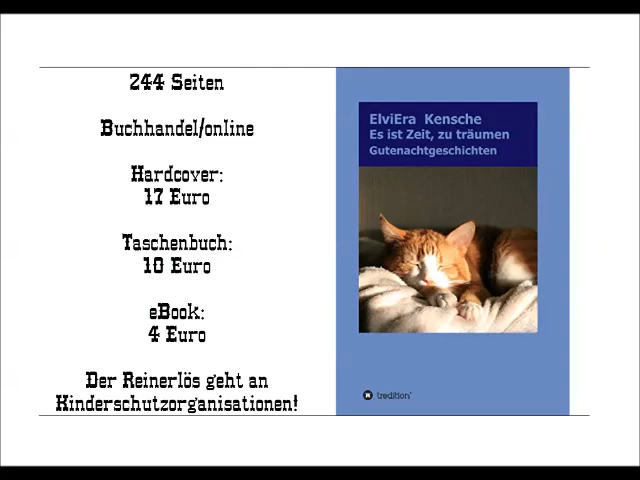 244 Seiten
Buchhandel/online
Hardcover:
17 Euro
Taschenbuch:
10 Euro
eBook:
4 Euro
Der Reinerlös geht an
Kinderschutzorganisationen!
ElviEra Kensche
Es ist Zeit, zu träumen
Gutenachtgeschichten
tredition®